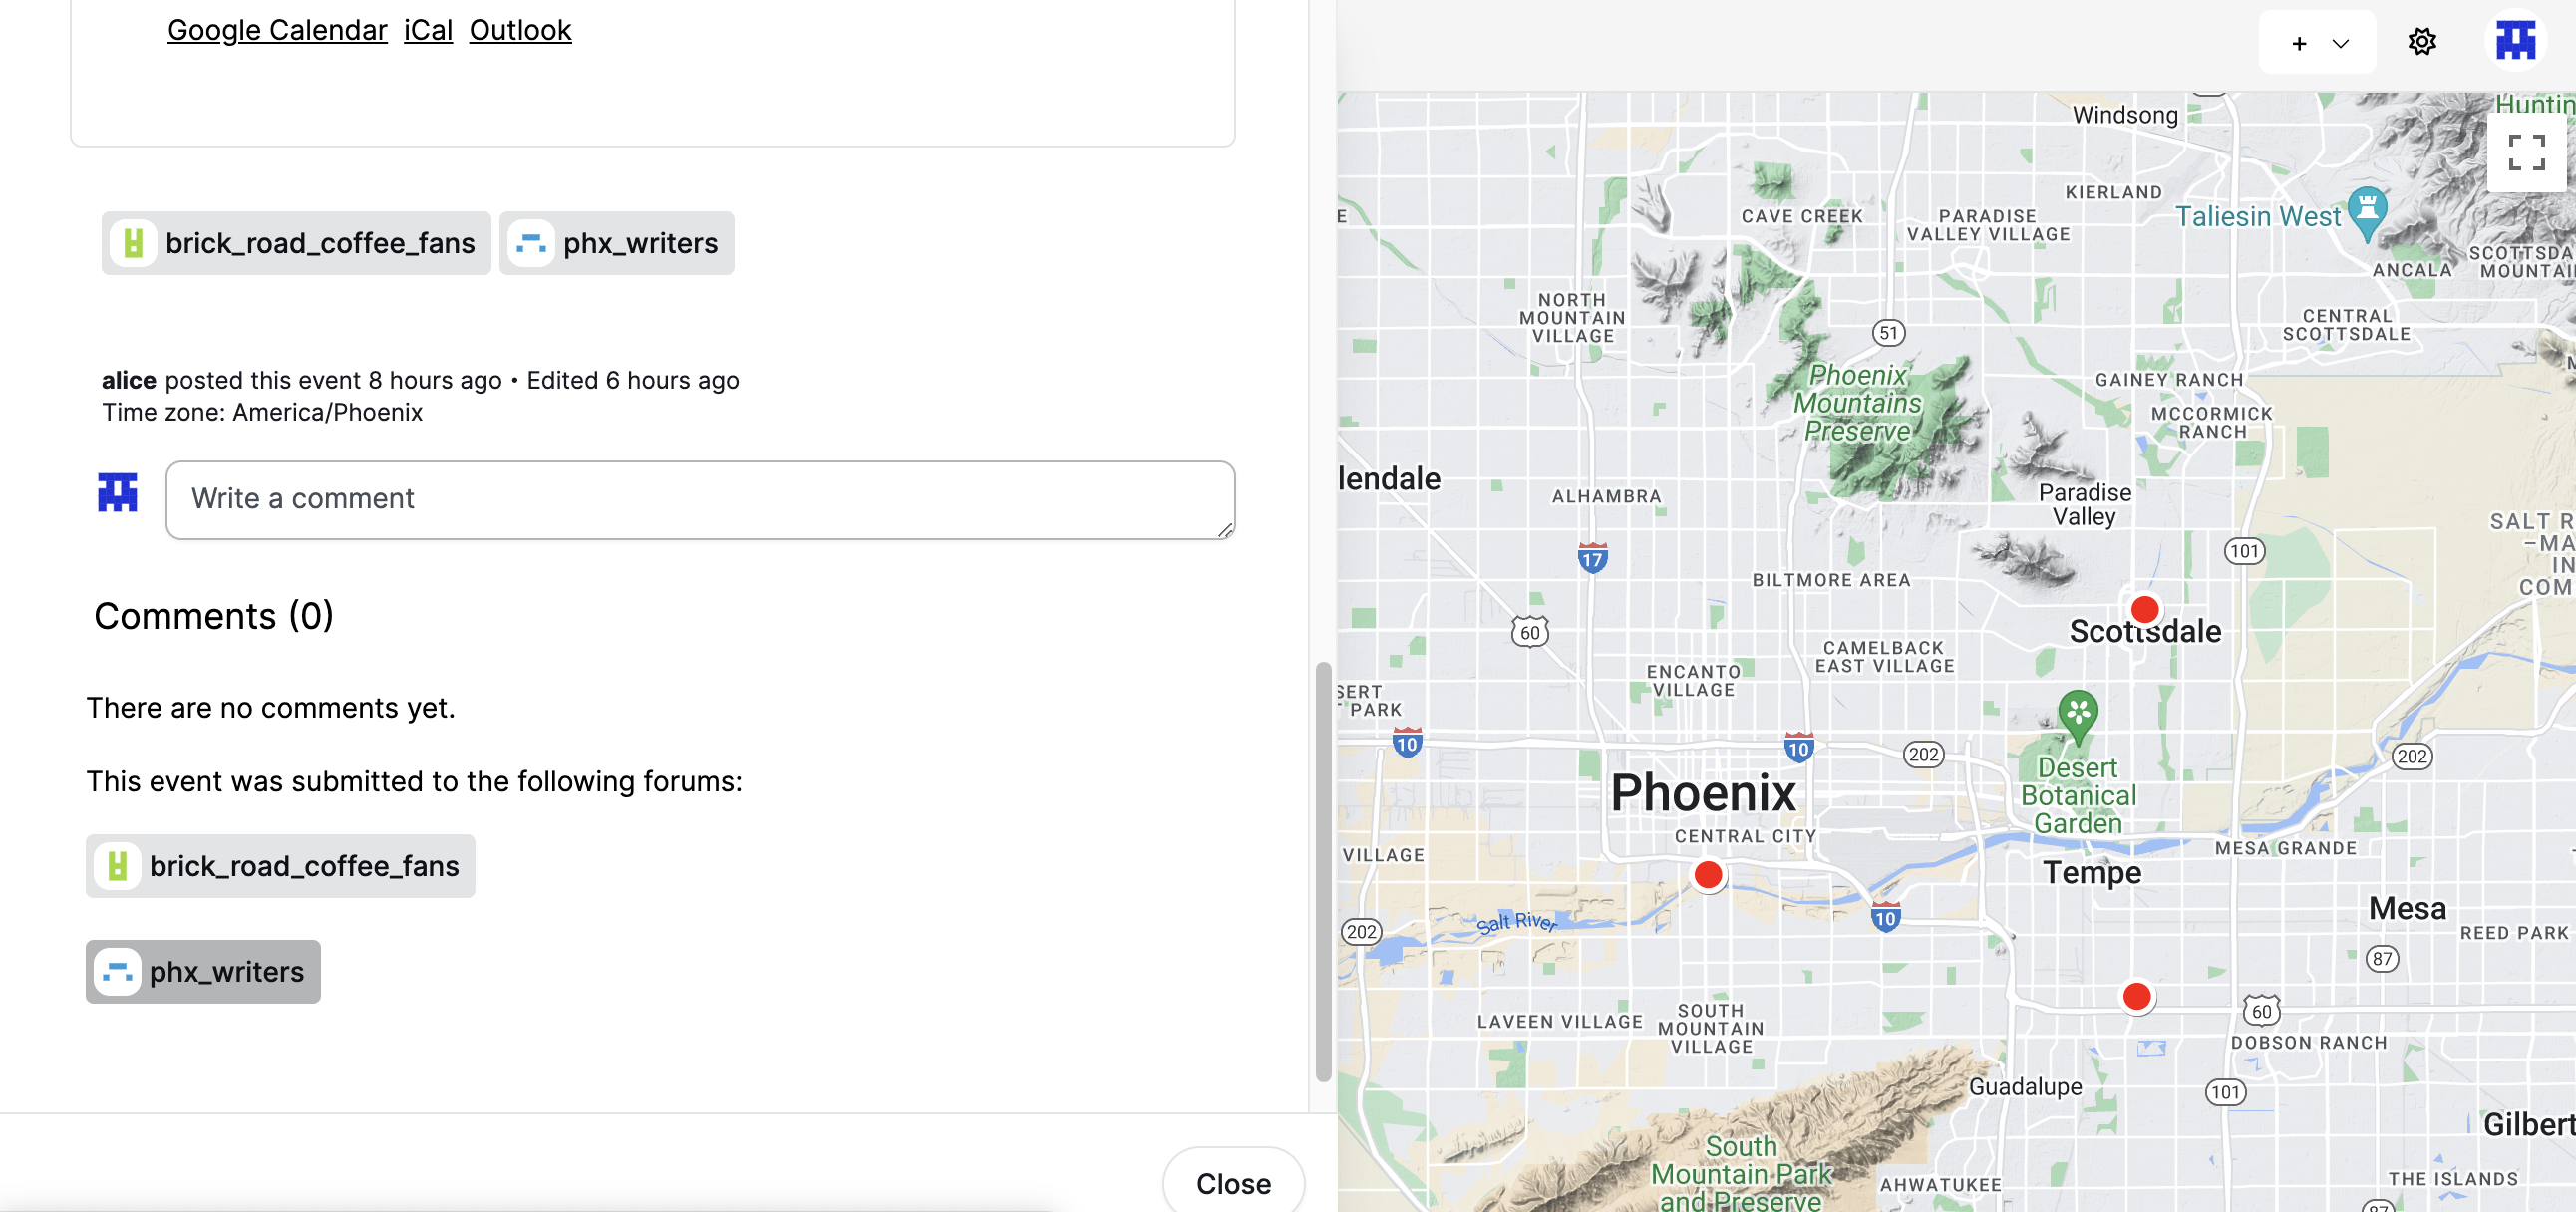 Google Calendar iCal Outlook
brick_road_coffee_fans phx_writers
alice posted this event 8 hours ago • Edited 6 hours ago
Time zone: America/Phoenix
Write a comment
Comments (0)
There are no comments yet.
This event was submitted to the following forums:
brick_road_coffee_fans
phx_writers
Close
+
Windsong
Huntin
KIERLAND
Taliesin West
E
CAVE CREEK
PARADISE
VALLEY VILLAGE
SCOTTSDA
MOUNTAI
ANCALA
NORTH
MOUNTAIN
VILLAGE
CENTRAL
SCOTTSDALE
51
Phoenix
Mountains
Preserve
GAINEY RANCH
MCCORMICK
RANCH
lendale
ALHAMBRA
Paradise
Valley
SALT R
–MA
IN
COM
17
101
BILTMORE AREA
60
Scottsdale
CAMELBACK
EAST VILLAGE
ENCANTO
VILLAGE
SERT
PARK
10
10
202
202
Desert
Botanical
Garden
Phoenix
CENTRAL CITY
VILLAGE
MESA GRANDE
Tempe
Mesa
Salt River
202
10
REED PARK
87
LAVEEN VILLAGE
SOUTH
MOUNTAIN
VILLAGE
60
DOBSON RANCH
Guadalupe
101
Gilbert
South
Mountain Park
and Preserve
AHWATUKEE
THE ISLANDS
87